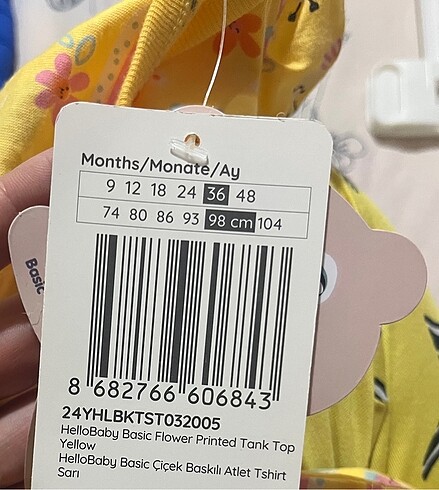 Months/Monate/Ay
9 12 18 24 36 48
74 80 86 93 98 cm 104
Basic
8 682766 606843
24YHLBKTST032005
HelloBaby Basic Flower Printed Tank Top
Yellow
HelloBaby Basic Çiçek Baskılı Atlet Tshirt
Sarı